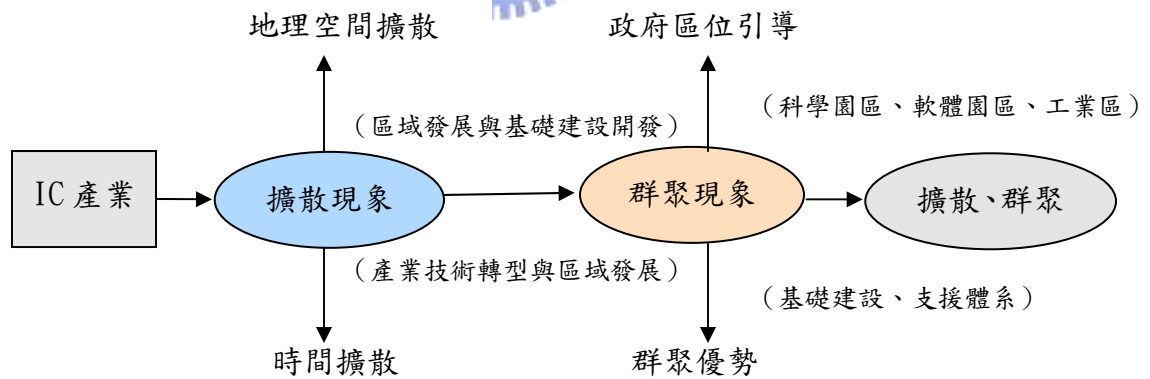 地理空間擴散
政府區位引導
（科學園區、軟體園區、工業區）
（區域發展與基礎建設開發）
IC 產業
擴散現象
群聚現象
擴散、群聚
（產業技術轉型與區域發展）
（基礎建設、支援體系）
時間擴散
群聚優勢